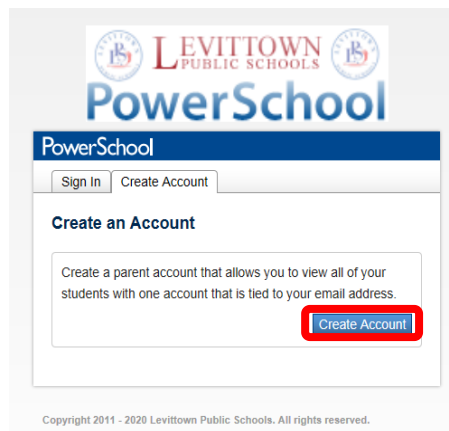 LEVITTOWN
PUBLIC SCHOOLS
PowerSchool
PowerSchool
Sign In Create Account
Create an Account
Create a parent account that allows you to view all of your
students with one account that is tied to your email address.
Create Account
Copyright 2011 - 2020 Levittown Public Schools. All rights reserved.